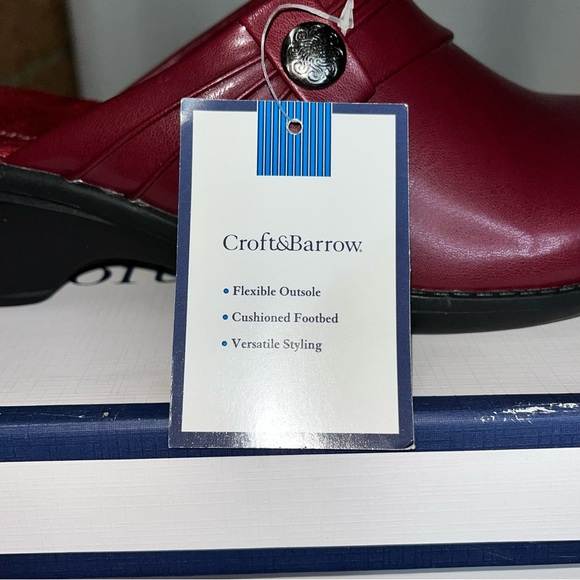 Croft&Barrow.
• Flexible Outsole
• Cushioned Footbed
• Versatile Styling